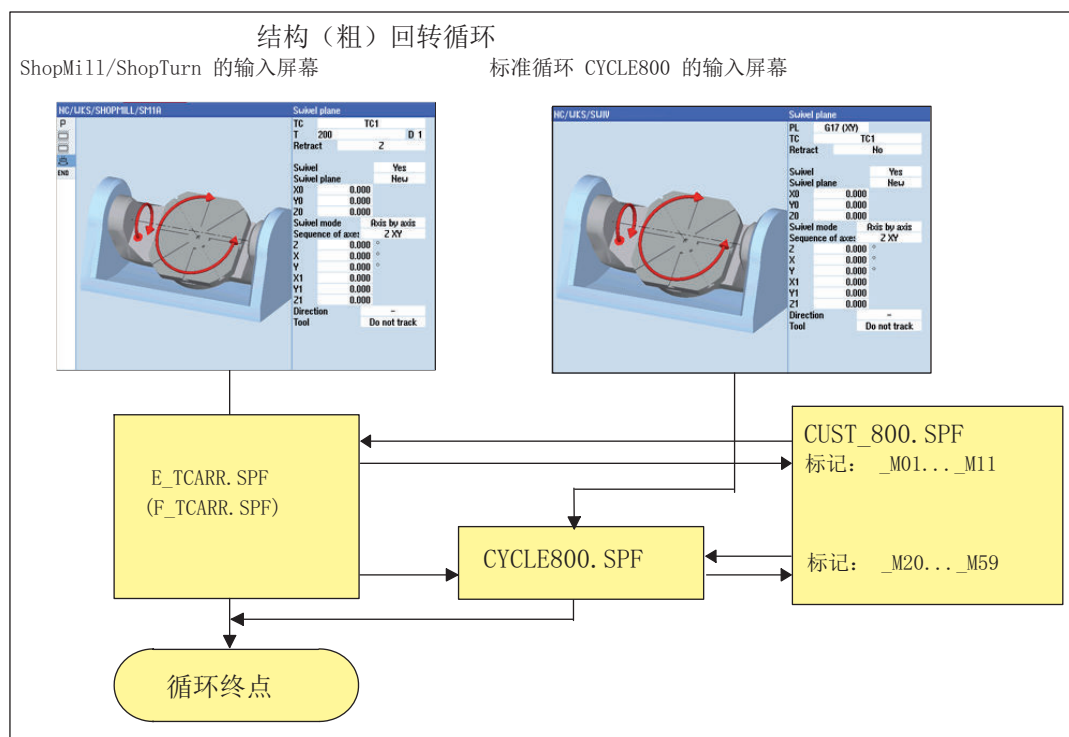 结构（粗）回转循环
ShopMill/ShopTurn 的输入屏幕
标准循环 CYCLE800 的输入屏幕
NC/WKS/SHOPMILL/SM1A
Swivel plane
P
END
TC TC1
T 200 D 1
Retract Z
Swivel Yes
Swivel plane New
X0 0.000
Y0 0.000
Z0 0.000
Swivel mode Axis by axis
Sequence of axes Z XY
Z 0.000 °
X 0.000 °
Y 0.000 °
X1 0.000
Y1 0.000
Z1 0.000
Direction -
Tool Do not track
NC/WKS/SWIV
Swivel plane
PL G17 (XY)
TC TC1
Retract No
Swivel Yes
Swivel plane New
X0 0.000
Y0 0.000
Z0 0.000
Swivel mode Axis by axis
Sequence of axes Z XY
Z 0.000 °
X 0.000 °
Y 0.000 °
X1 0.000
Y1 0.000
Z1 0.000
Direction -
Tool Do not track
E_TCARR.SPF
(F_TCARR.SPF)
CYCLE800.SPF
CUST_800.SPF
标记： _M01..._M11
标记： _M20..._M59
循环终点